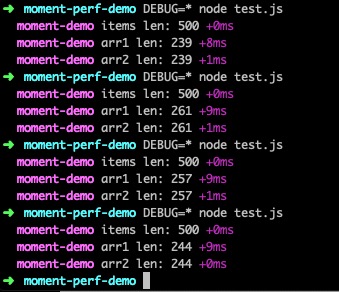 ➜ moment-perf-demo DEBUG=* node test.js
moment-demo items len: 500 +0ms
moment-demo arr1 len: 239 +8ms
moment-demo arr2 len: 239 +1ms
➜ moment-perf-demo DEBUG=* node test.js
moment-demo items len: 500 +0ms
moment-demo arr1 len: 261 +9ms
moment-demo arr2 len: 261 +1ms
➜ moment-perf-demo DEBUG=* node test.js
moment-demo items len: 500 +0ms
moment-demo arr1 len: 257 +9ms
moment-demo arr2 len: 257 +1ms
➜ moment-perf-demo DEBUG=* node test.js
moment-demo items len: 500 +0ms
moment-demo arr1 len: 244 +9ms
moment-demo arr2 len: 244 +0ms
➜ moment-perf-demo